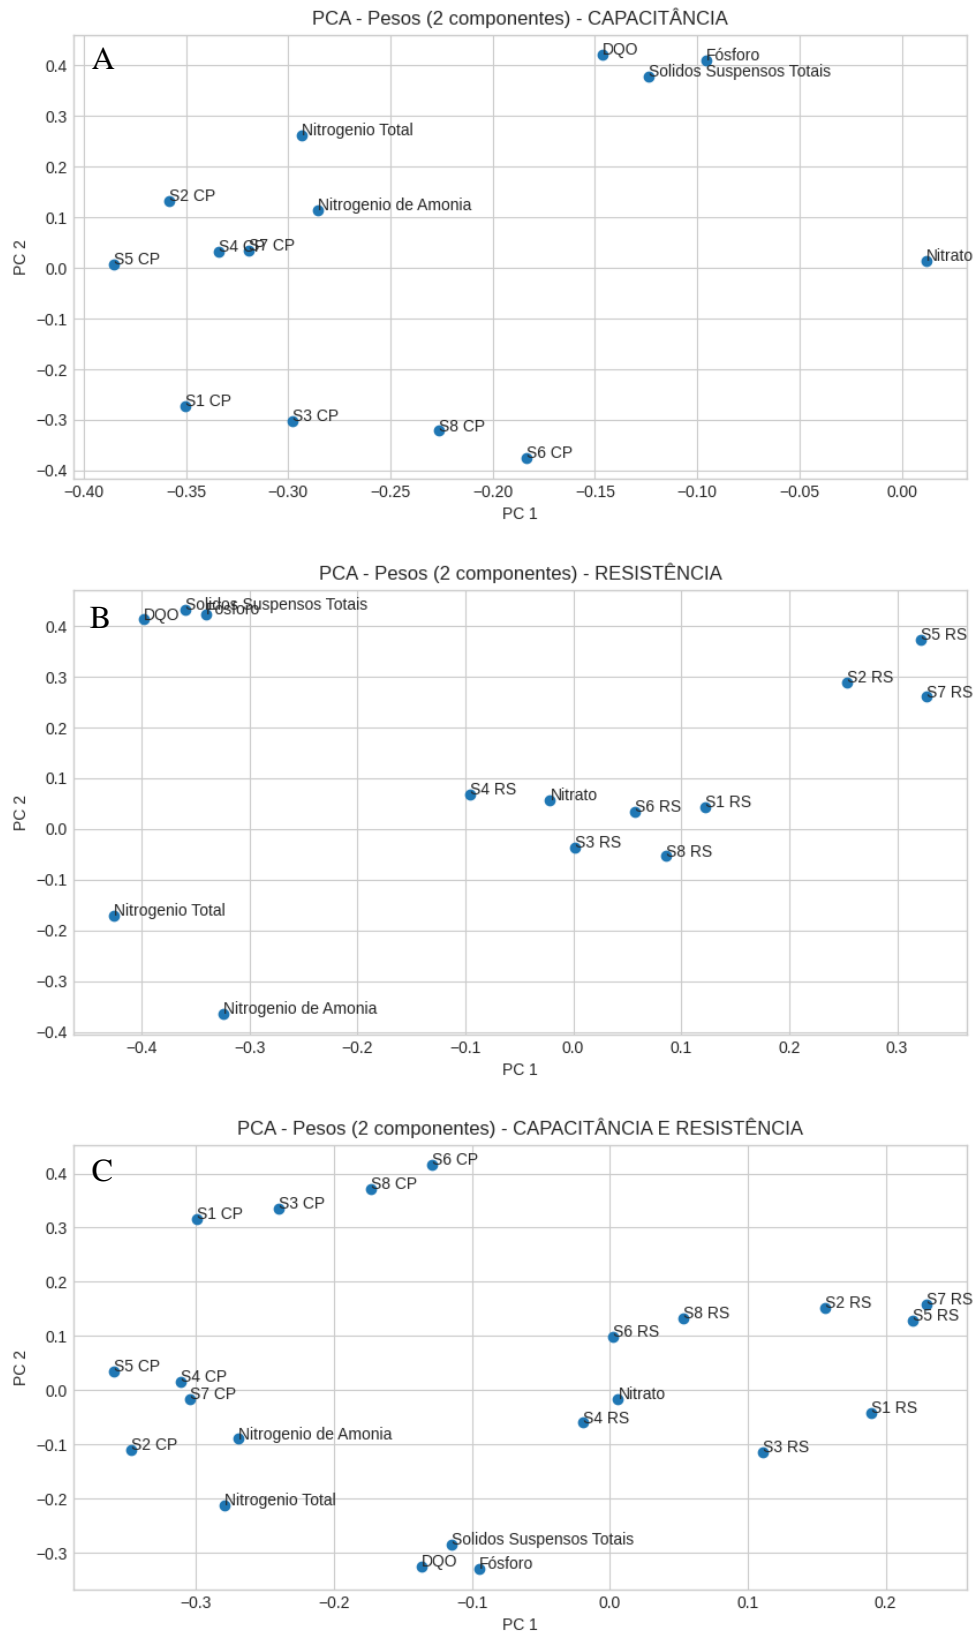 PCA - Pesos (2 componentes) - CAPACITÂNCIA
A
DQO
Fósforo
Solidos Suspensos Totais
Nitrogenio Total
S2 CP
Nitrogenio de Amonia
S4 CP
S7 CP
S5 CP
Nitrato
S1 CP
S3 CP
S8 CP
S6 CP
0.4
0.3
0.2
0.1
0.0
−0.1
−0.2
−0.3
−0.4
PC 2
−0.40 −0.35 −0.30 −0.25 −0.20 −0.15 −0.10 −0.05 0.00
PC 1
PCA - Pesos (2 componentes) - RESISTÊNCIA
B
Solidos Suspensos Totais
Fósforo
DQO
S5 RS
S2 RS
S7 RS
S4 RS
Nitrato
S6 RS
S1 RS
S3 RS
S8 RS
Nitrogenio Total
Nitrogenio de Amonia
0.4
0.3
0.2
0.1
0.0
−0.1
−0.2
−0.3
−0.4
PC 2
−0.4 −0.3 −0.2 −0.1 0.0 0.1 0.2 0.3
PC 1
PCA - Pesos (2 componentes) - CAPACITÂNCIA E RESISTÊNCIA
C
S6 CP
S8 CP
S3 CP
S1 CP
S7 RS
S2 RS
S5 RS
S8 RS
S6 RS
S5 CP
S4 CP
S7 CP
Nitrato
S1 RS
S4 RS
Nitrogenio de Amonia
S2 CP
S3 RS
Nitrogenio Total
Solidos Suspensos Totais
DQO
Fósforo
0.4
0.3
0.2
0.1
0.0
−0.1
−0.2
−0.3
PC 2
−0.3 −0.2 −0.1 0.0 0.1 0.2
PC 1